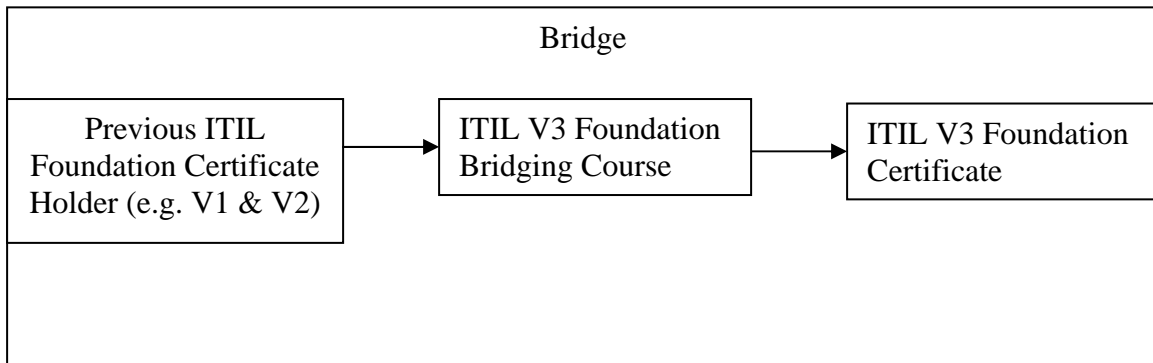 Bridge
Previous ITIL
Foundation Certificate
Holder (e.g. V1 & V2)
ITIL V3 Foundation
Bridging Course
ITIL V3 Foundation
Certificate